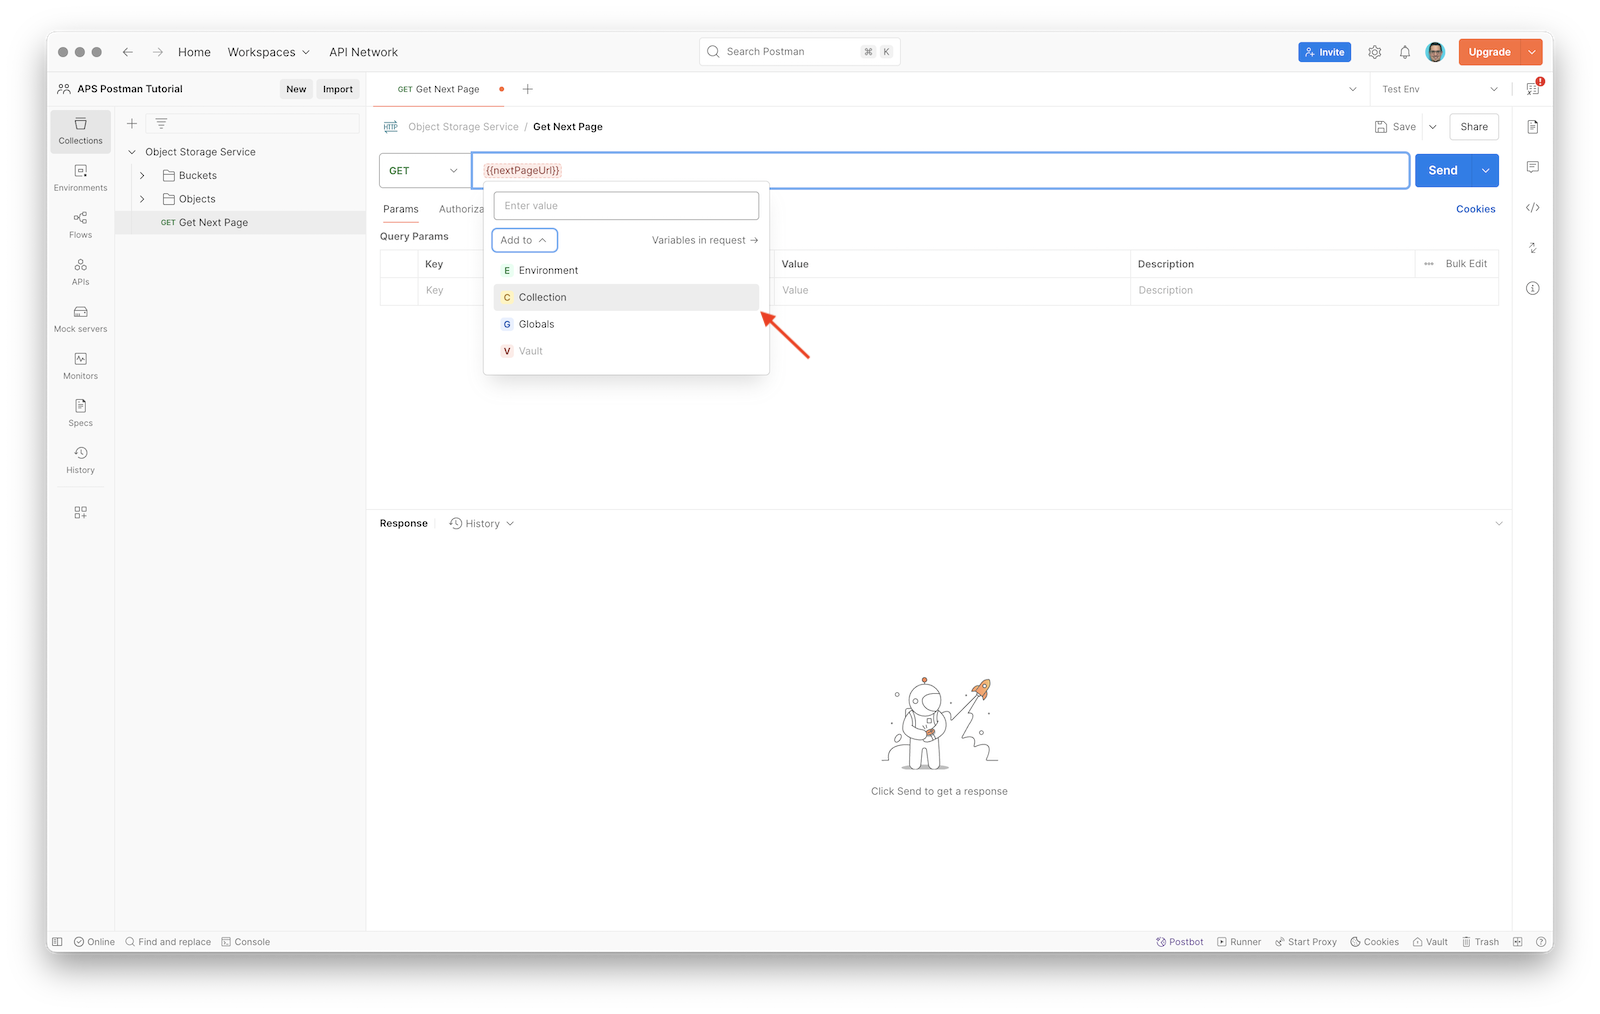 Home Workspaces API Network Search Postman ⌘ K Invite Upgrade
APS Postman Tutorial New Import GET Get Next Page Test Env
Collections
Environments
Flows
APIs
Mock servers
Monitors
Specs
History
Object Storage Service
Buckets
Objects
GET Get Next Page
HTTP Object Storage Service / Get Next Page Save Share
GET {{nextPageUrl}} Send
Params Authoriza Cookies
Query Params
Key Value Description Bulk Edit
Key Value Description
Enter value
Add to Variables in request →
E Environment
C Collection
G Globals
V Vault
Response History
Click Send to get a response
Online Find and replace Console Postbot Runner Start Proxy Cookies Vault Trash